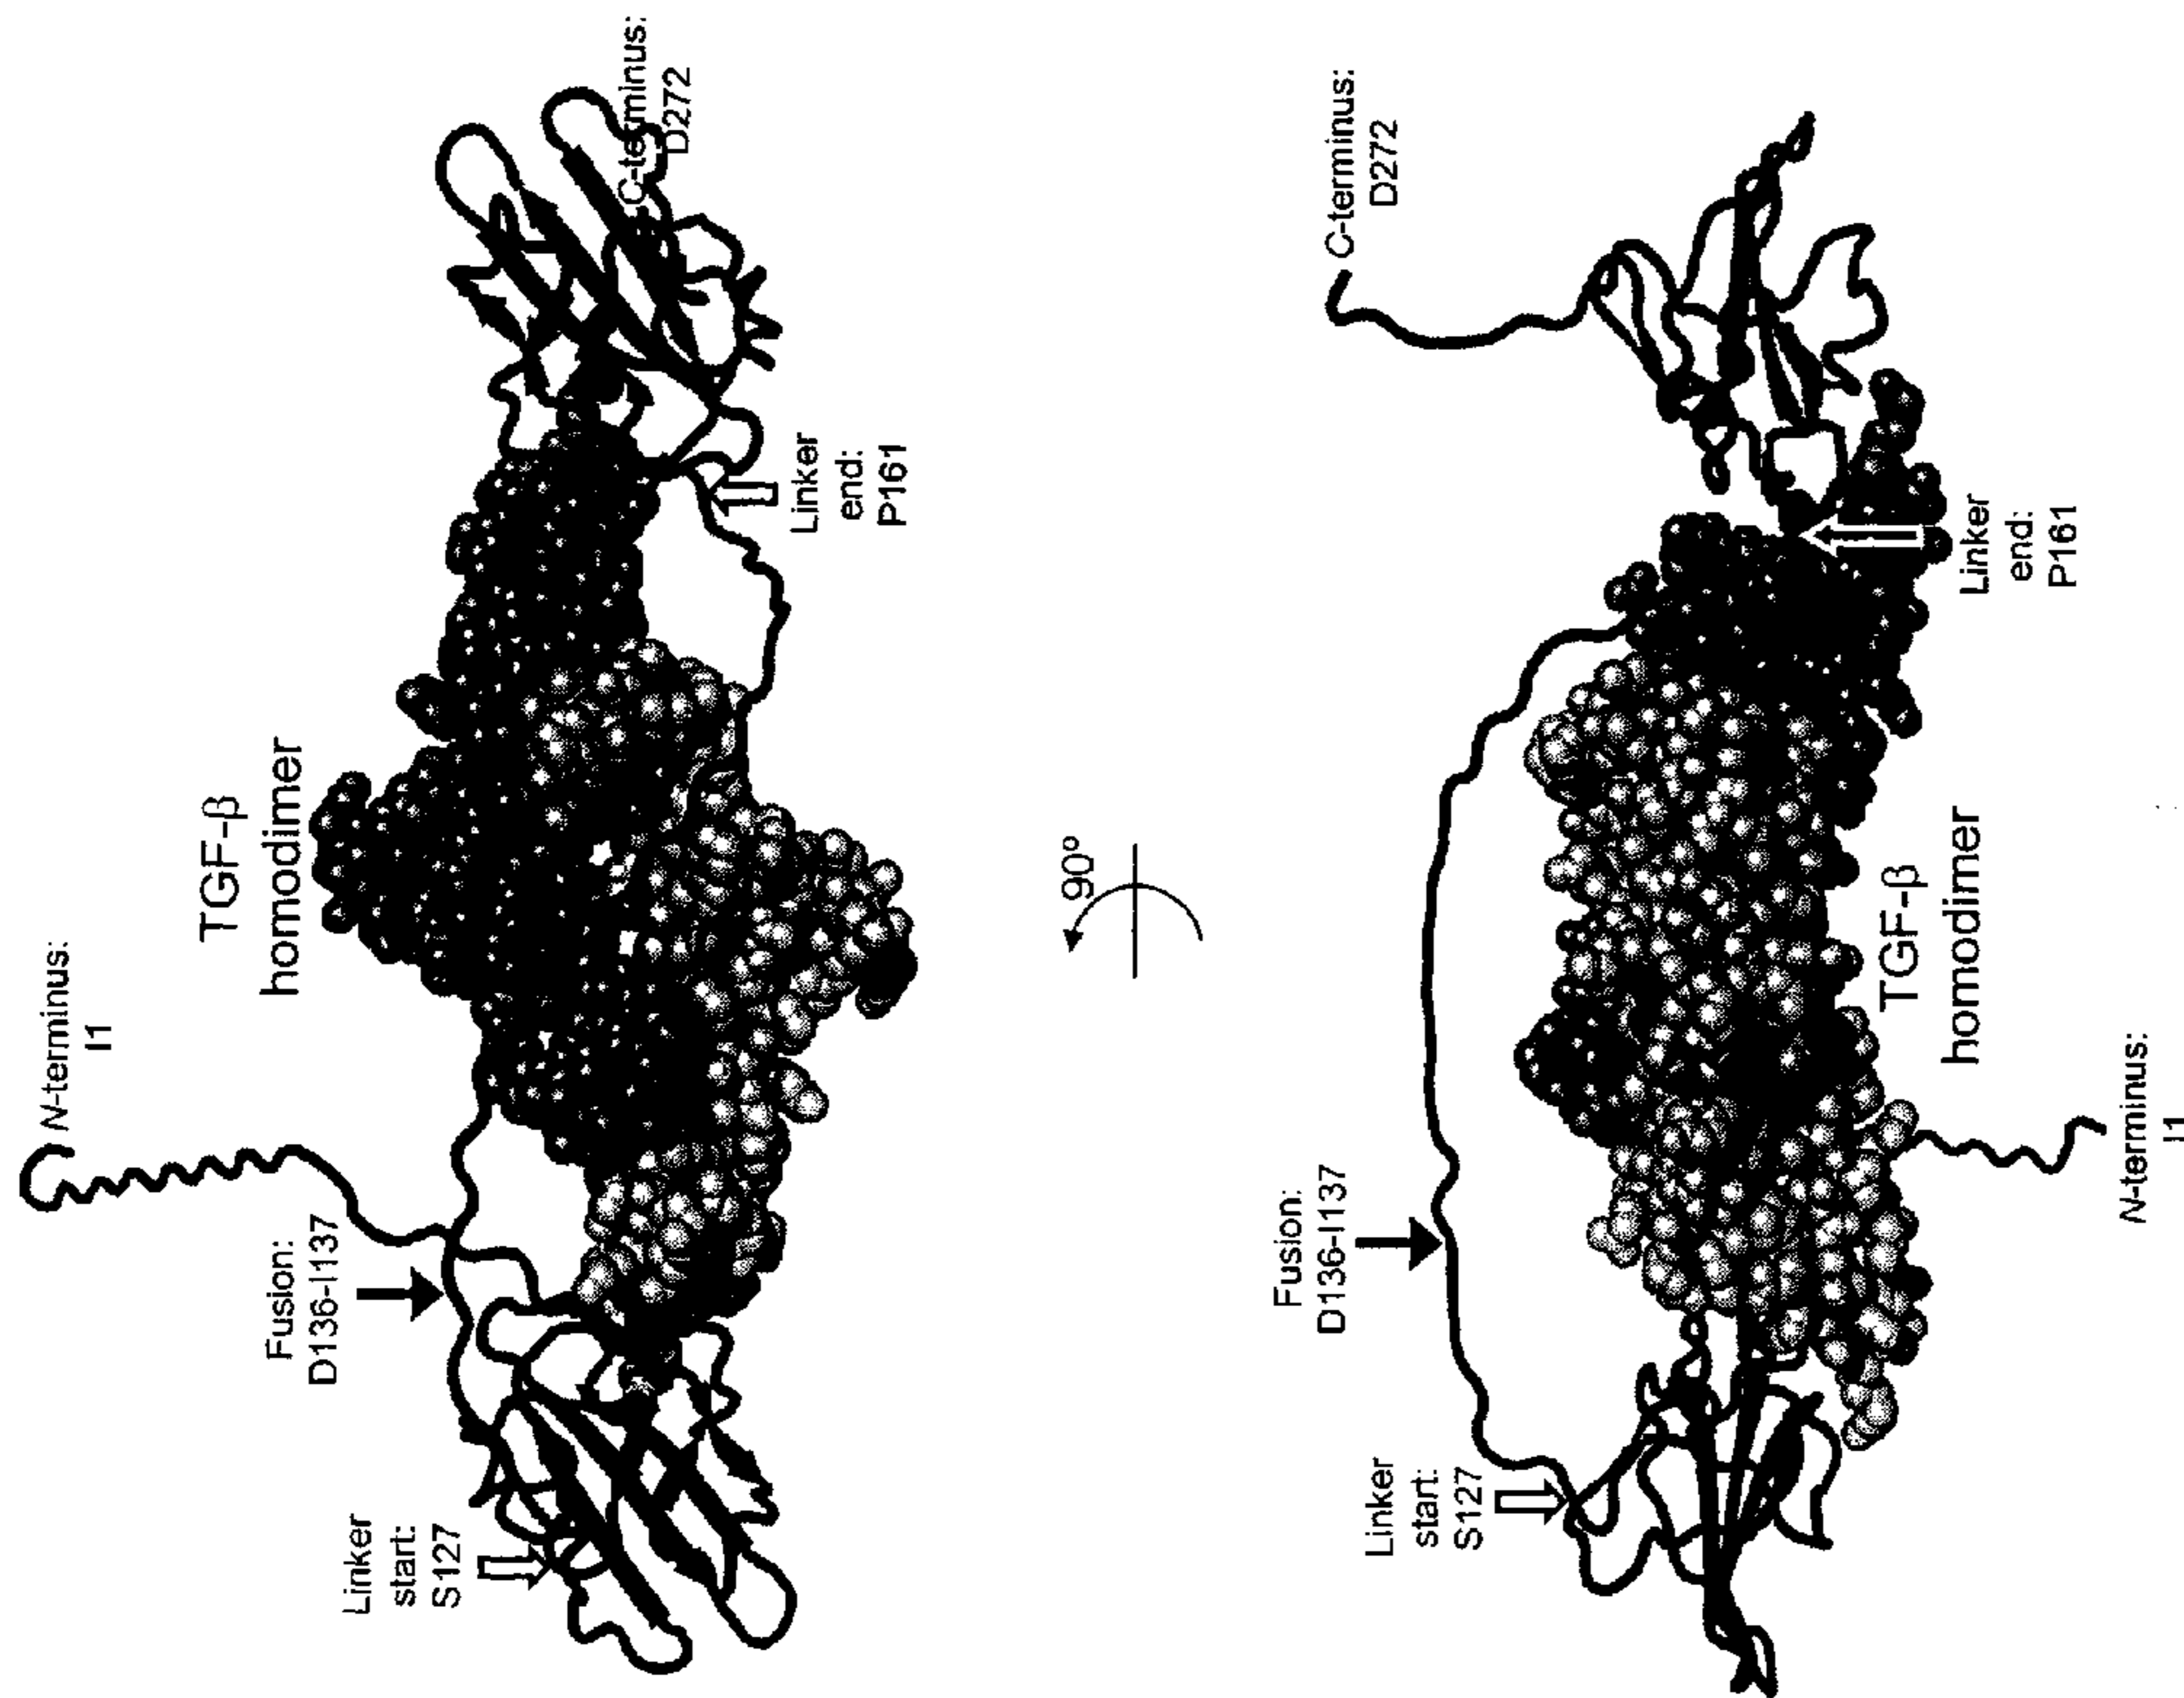 N-terminus:
I1
TGF-β
homodimer
C-terminus:
D272
Fusion:
D136-I137
Linker
start:
S127
Linker
end:
P161
90º
C-terminus:
D272
Fusion:
D136-I137
Linker
start:
S127
Linker
end:
P161
TGF-β
homodimer
N-terminus:
I1